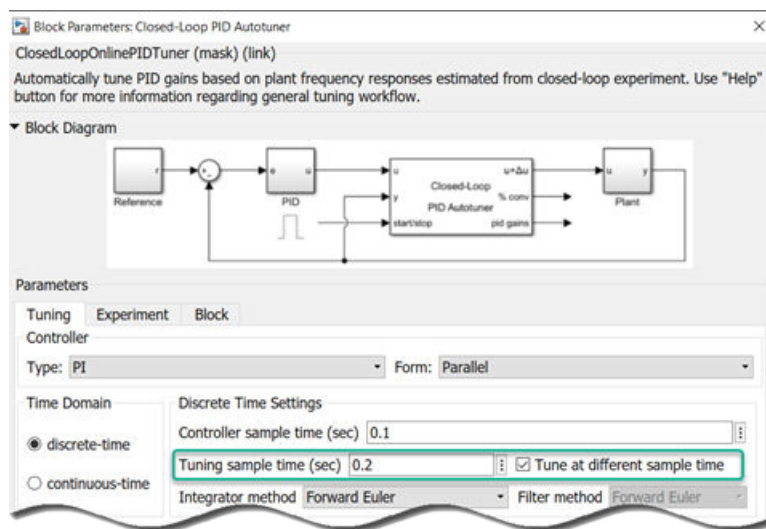 Block Parameters: Closed-Loop PID Autotuner
ClosedLoopOnlinePIDTuner (mask) (link)
Automatically tune PID gains based on plant frequency responses estimated from closed-loop experiment. Use "Help"
button for more information regarding general tuning workflow.
Block Diagram
r
Reference
+
-
e u
PID
u
y
start/stop
Closed-Loop
PID Autotuner
u+Δu
% conv
pid gains
u y
Plant
Parameters
Tuning Experiment Block
Controller
Type: PI Form: Parallel
Time Domain
discrete-time
continuous-time
Discrete Time Settings
Controller sample time (sec) 0.1
Tuning sample time (sec) 0.2 Tune at different sample time
Integrator method Forward Euler Filter method Forward Euler